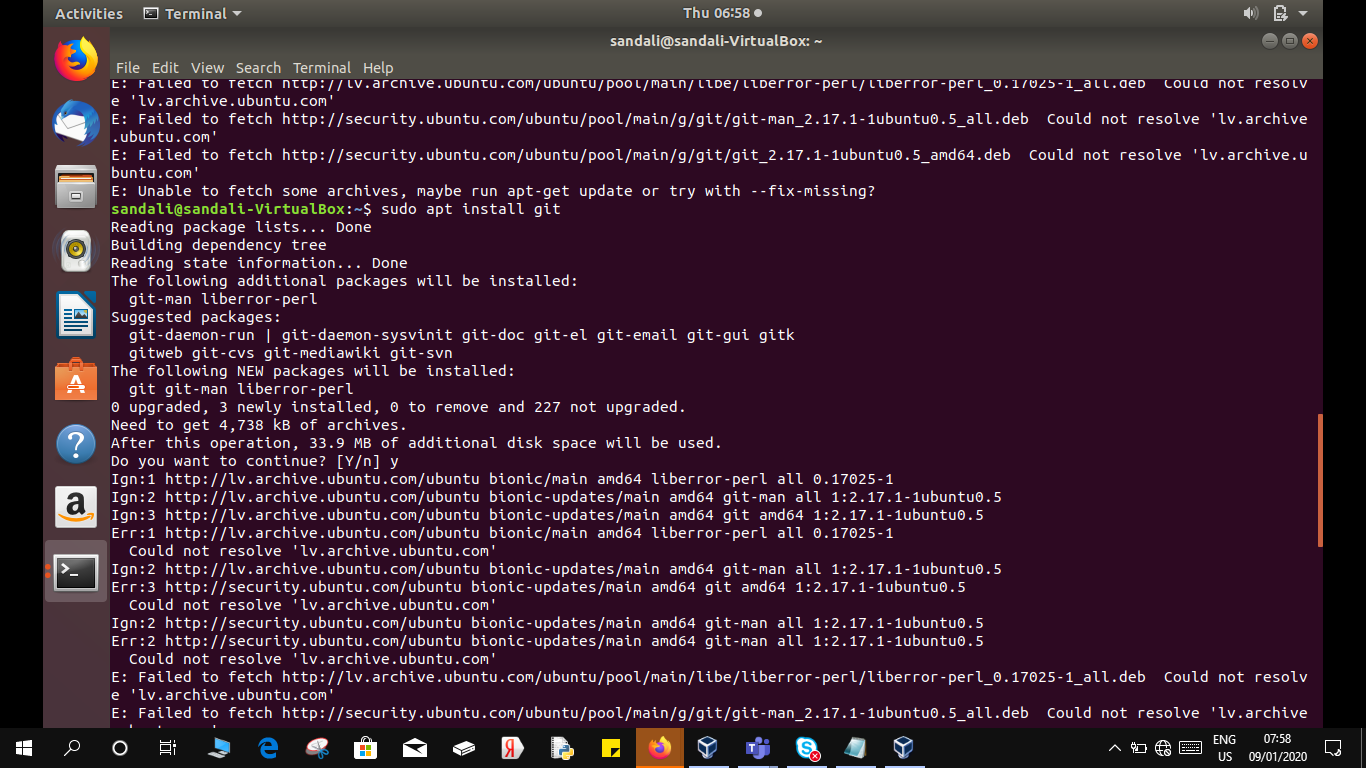 Activities Terminal Thu 06:58
sandali@sandali-VirtualBox: ~
File Edit View Search Terminal Help
E: Failed to fetch http://lv.archive.ubuntu.com/ubuntu/pool/main/libe/liberror-perl/liberror-perl_0.17025-1_all.deb  Could not resolv
e 'lv.archive.ubuntu.com'
E: Failed to fetch http://security.ubuntu.com/ubuntu/pool/main/g/git/git-man_2.17.1-1ubuntu0.5_all.deb  Could not resolve 'lv.archive
.ubuntu.com'
E: Failed to fetch http://security.ubuntu.com/ubuntu/pool/main/g/git/git_2.17.1-1ubuntu0.5_amd64.deb  Could not resolve 'lv.archive.u
buntu.com'
E: Unable to fetch some archives, maybe run apt-get update or try with --fix-missing?
sandali@sandali-VirtualBox:~$ sudo apt install git
Reading package lists... Done
Building dependency tree
Reading state information... Done
The following additional packages will be installed:
  git-man liberror-perl
Suggested packages:
  git-daemon-run | git-daemon-sysvinit git-doc git-el git-email git-gui gitk
  gitweb git-cvs git-mediawiki git-svn
The following NEW packages will be installed:
  git git-man liberror-perl
0 upgraded, 3 newly installed, 0 to remove and 227 not upgraded.
Need to get 4,738 kB of archives.
After this operation, 33.9 MB of additional disk space will be used.
Do you want to continue? [Y/n] y
Ign:1 http://lv.archive.ubuntu.com/ubuntu bionic/main amd64 liberror-perl all 0.17025-1
Ign:2 http://lv.archive.ubuntu.com/ubuntu bionic-updates/main amd64 git-man all 1:2.17.1-1ubuntu0.5
Ign:3 http://lv.archive.ubuntu.com/ubuntu bionic-updates/main amd64 git amd64 1:2.17.1-1ubuntu0.5
Err:1 http://lv.archive.ubuntu.com/ubuntu bionic/main amd64 liberror-perl all 0.17025-1
  Could not resolve 'lv.archive.ubuntu.com'
Ign:2 http://lv.archive.ubuntu.com/ubuntu bionic-updates/main amd64 git-man all 1:2.17.1-1ubuntu0.5
Err:3 http://security.ubuntu.com/ubuntu bionic-updates/main amd64 git amd64 1:2.17.1-1ubuntu0.5
  Could not resolve 'lv.archive.ubuntu.com'
Ign:2 http://security.ubuntu.com/ubuntu bionic-updates/main amd64 git-man all 1:2.17.1-1ubuntu0.5
Err:2 http://security.ubuntu.com/ubuntu bionic-updates/main amd64 git-man all 1:2.17.1-1ubuntu0.5
  Could not resolve 'lv.archive.ubuntu.com'
E: Failed to fetch http://lv.archive.ubuntu.com/ubuntu/pool/main/libe/liberror-perl/liberror-perl_0.17025-1_all.deb  Could not resolv
e 'lv.archive.ubuntu.com'
E: Failed to fetch http://security.ubuntu.com/ubuntu/pool/main/g/git/git-man_2.17.1-1ubuntu0.5_all.deb  Could not resolve 'lv.archive
ENG 07:58
US 09/01/2020